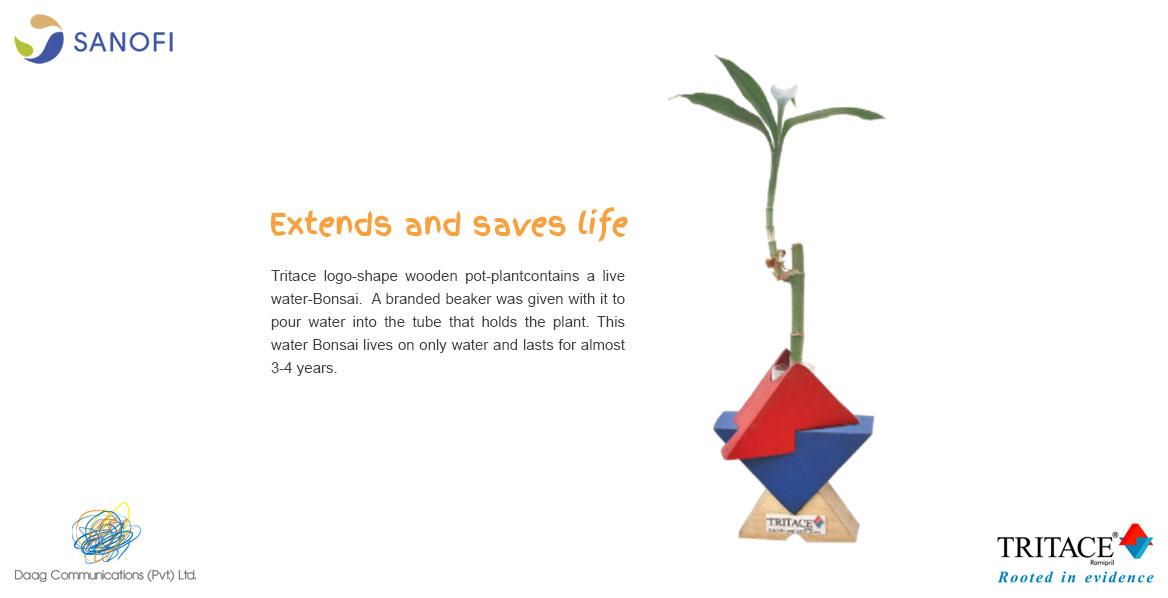 SANOFI
Extends and saves life
Tritace logo-shape wooden pot-plantcontains a live
water-Bonsai.  A branded beaker was given with it to
pour water into the tube that holds the plant. This
water Bonsai lives on only water and lasts for almost
3-4 years.
TRITACE
Daag Communications (Pvt) Ltd.
TRITACE®
Ramipril
Rooted in evidence